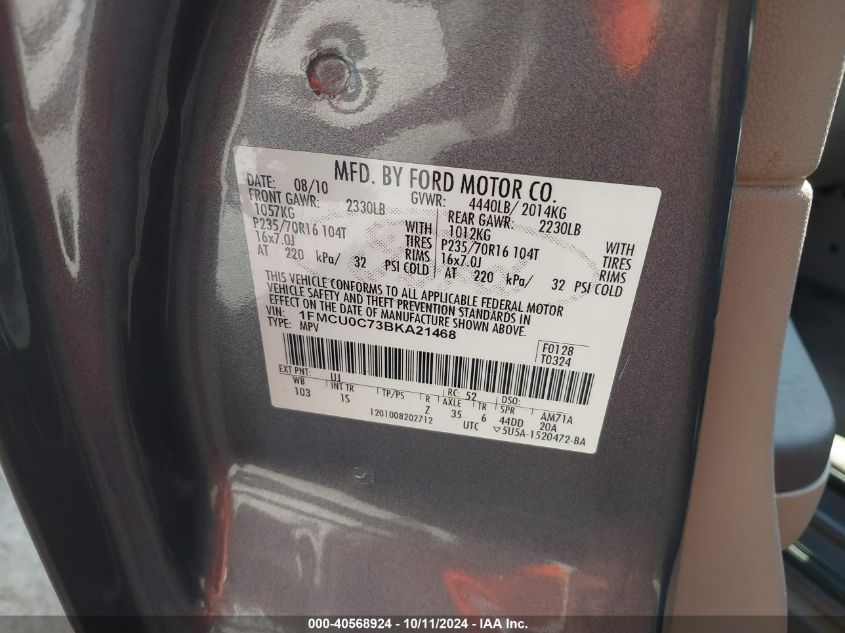 MFD. BY FORD MOTOR CO.
DATE: 08/10 GVWR: 4440LB/ 2014KG
FRONT GAWR: 2330LB REAR GAWR: 2230LB
1057KG WITH 1012KG WITH
P235/70R16 104T TIRES P235/70R16 104T TIRES
16x7.0J RIMS 16x7.0J RIMS
AT 220 kPa/ 32 PSI COLD AT 220 kPa/ 32 PSI COLD
THIS VEHICLE CONFORMS TO ALL APPLICABLE FEDERAL MOTOR
VEHICLE SAFETY AND THEFT PREVENTION STANDARDS IN
EFFECT ON THE DATE OF MANUFACTURE SHOWN ABOVE.
VIN: 1FMCU0C73BKA21468
TYPE: MPV
F0128
T0324
EXT PNT: UJ RC: 52 DSO:
WB INT TR TP/PS R AXLE TR SPR AM71A
103 1S Z 35 6 44DD 20A
1201008202712 UTC ▽5U5A-1520472-BA
000-40568924 - 10/11/2024 - IAA Inc.